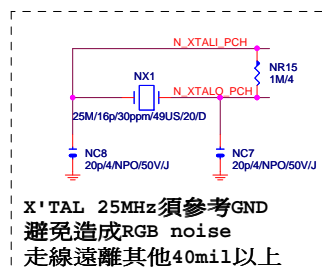 N_XTALI_PCH
NR15
1M/4
NX1
N_XTALO_PCH
25M/16p/30ppm/49US/20/D
NC8
20p/4/NPO/50V/J
NC7
20p/4/NPO/50V/J
X'TAL 25MHz須參考GND
避免造成RGB noise
走線遠離其他40mil以上